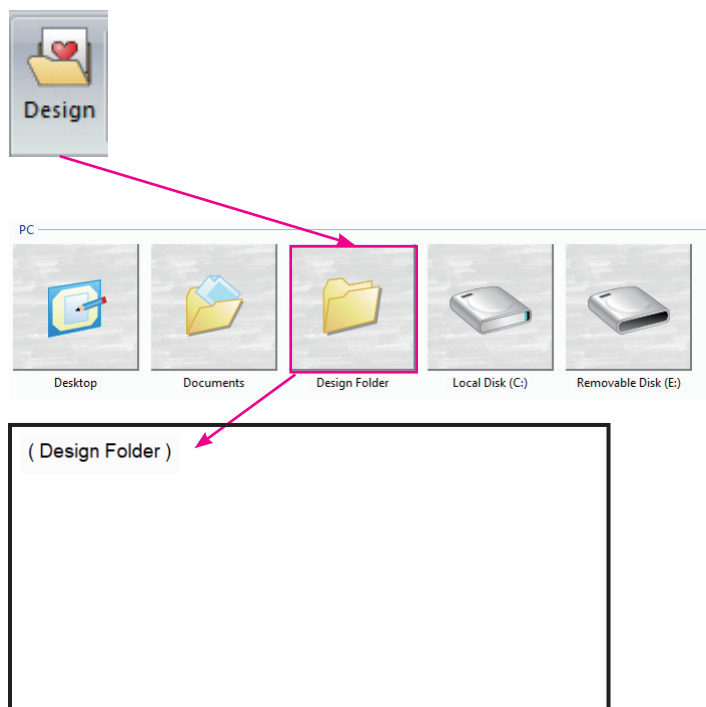 Design
PC
Desktop Documents Design Folder Local Disk (C:) Removable Disk (E:)
( Design Folder )